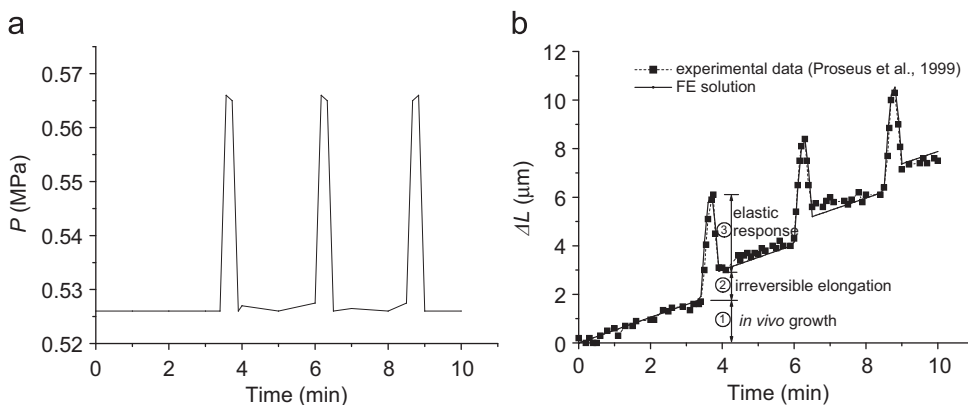 a
P (MPa)
0.57
0.56
0.55
0.54
0.53
0.52
0 2 4 6 8 10
Time (min)
b
ΔL (μm)
12
10
8
6
4
2
0
experimental data (Proseus et al., 1999)
FE solution
③ elastic
response
② irreversible elongation
① in vivo growth
0 2 4 6 8 10
Time (min)